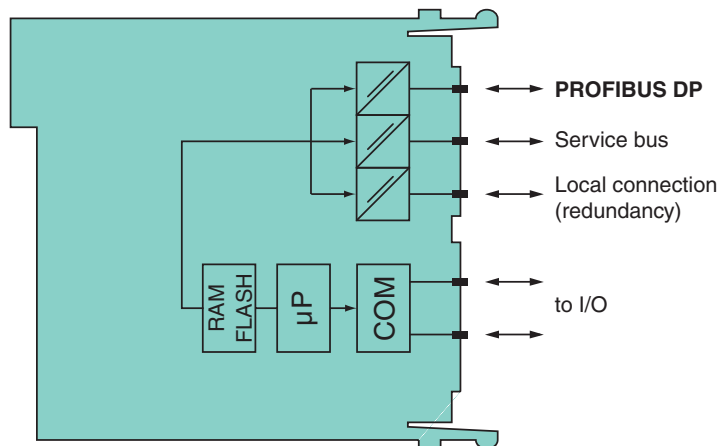 PROFIBUS DP
Service bus
Local connection
(redundancy)
RAM
FLASH
µP
COM
to I/O